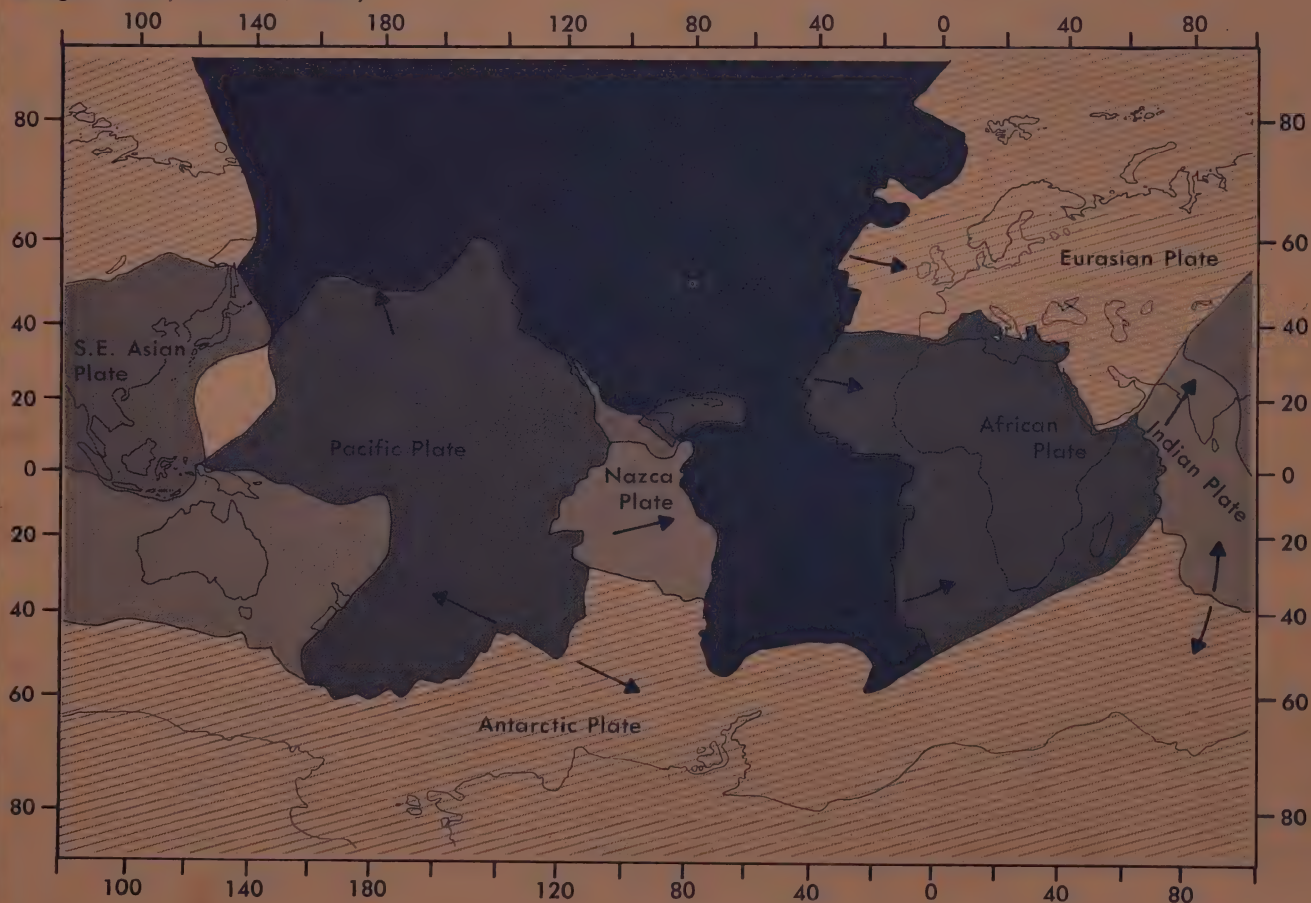 100 140 180 120 80 40 0 40 80
80 80
60 60
Eurasian Plate
40 40
S.E. Asian
Plate
20 20
African
Plate
Pacific Plate
Indian Plate
0 0
Nazca
Plate
20 20
40 40
60 60
Antarctic Plate
80 80
100 140 180 120 80 40 0 40 80